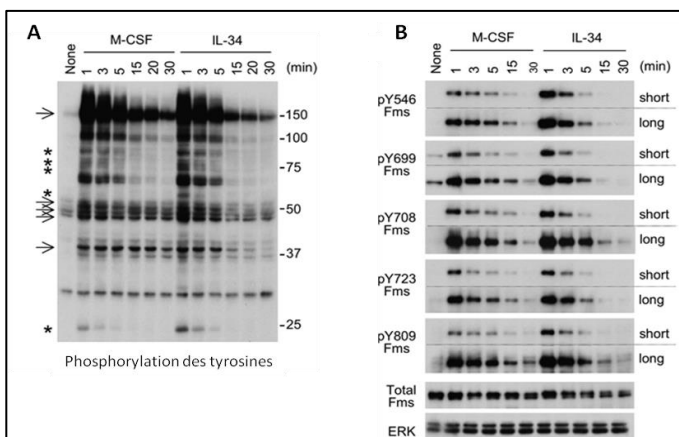 A
M-CSF IL-34
None 1 3 5 15 20 30 1 3 5 15 20 30 (min)
-150
-100
*
*
*
-75
*
-50
-37
*
-25
Phosphorylation des tyrosines
B
M-CSF IL-34
None 1 3 5 15 30 1 3 5 15 30 (min)
pY546 Fms short
long
pY699 Fms short
long
pY708 Fms short
long
pY723 Fms short
long
pY809 Fms short
long
Total Fms
ERK